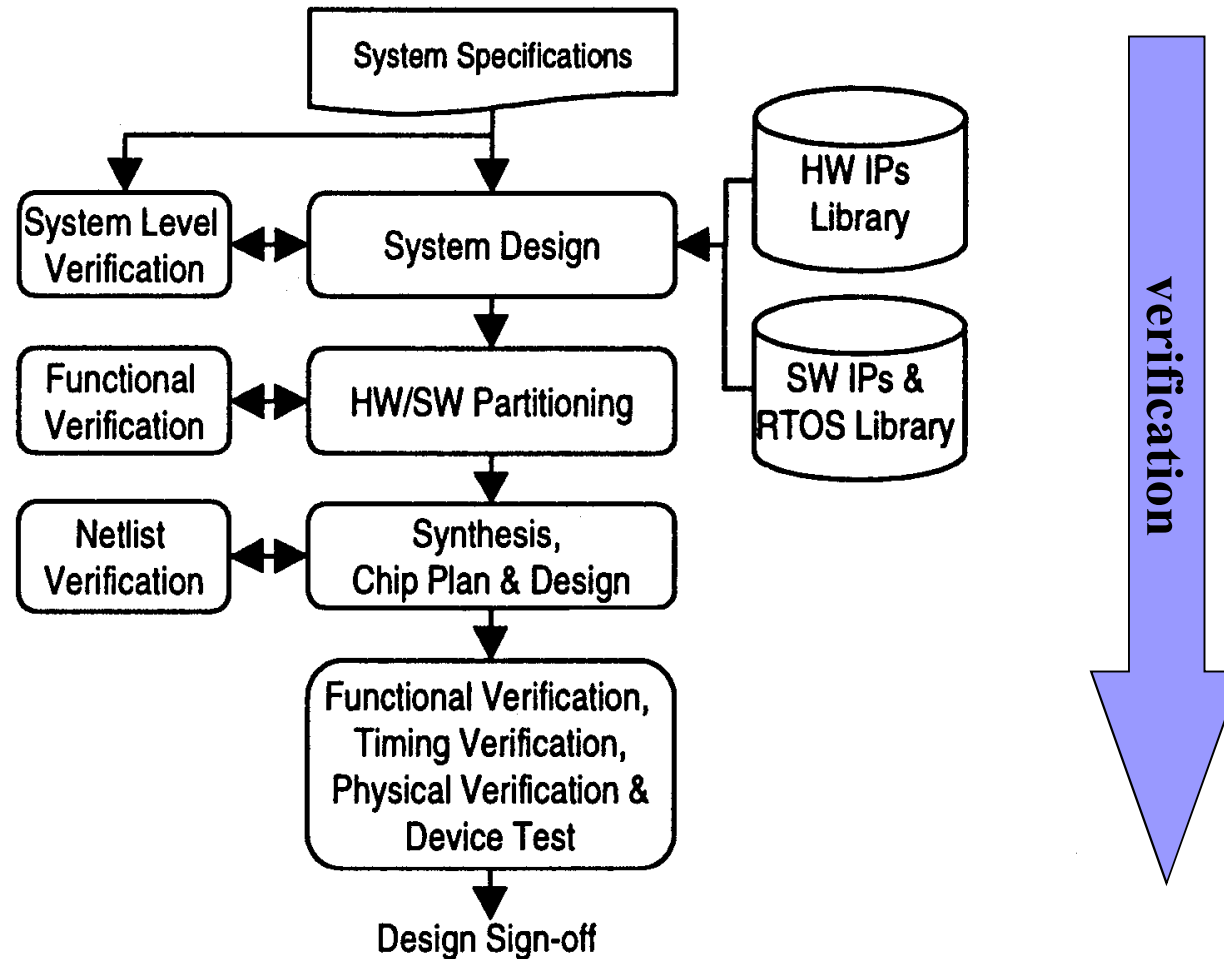 System Specifications
System Level
Verification
System Design
HW IPs
Library
SW IPs &
RTOS Library
Functional
Verification
HW/SW Partitioning
Netlist
Verification
Synthesis,
Chip Plan & Design
Functional Verification,
Timing Verification,
Physical Verification &
Device Test
Design Sign-off
verification